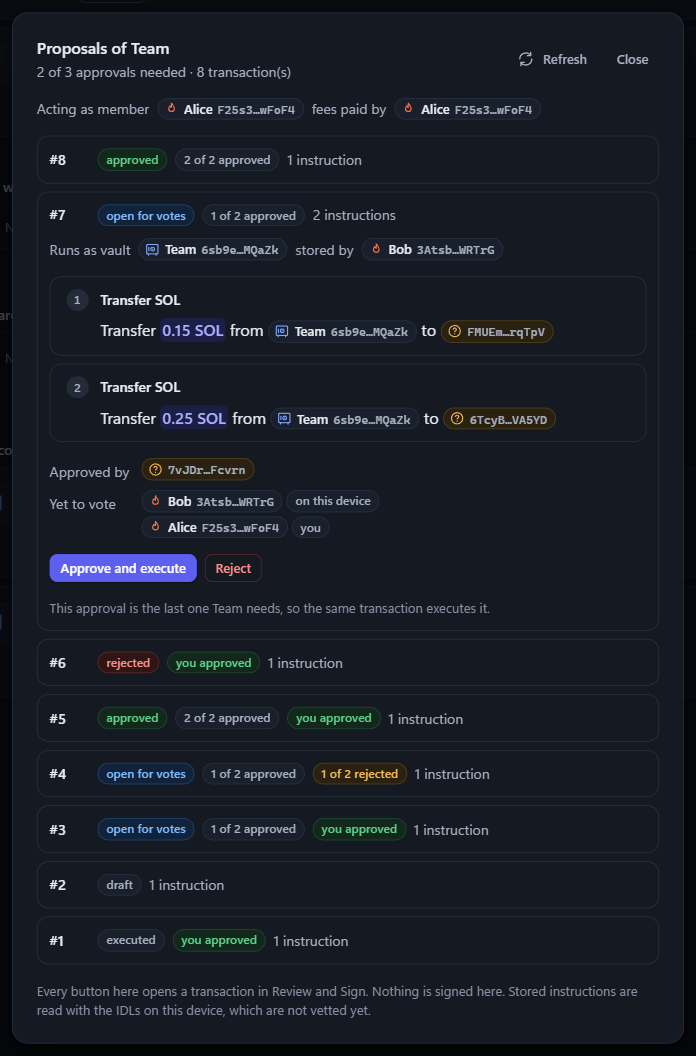 Proposals of Team
2 of 3 approvals needed · 8 transaction(s)
Refresh
Close
Acting as member Alice F25s3…wFoF4 fees paid by Alice F25s3…wFoF4
#8 approved 2 of 2 approved 1 instruction
#7 open for votes 1 of 2 approved 2 instructions
Runs as vault Team 6sb9e…MQaZk stored by Bob 3Atsb…WRTrG
1 Transfer SOL
Transfer 0.15 SOL from Team 6sb9e…MQaZk to FMUEm…rqTpV
2 Transfer SOL
Transfer 0.25 SOL from Team 6sb9e…MQaZk to 6TcyB…VA5YD
Approved by 7vJDr…Fcvrn
Yet to vote Bob 3Atsb…WRTrG on this device
Alice F25s3…wFoF4 you
Approve and execute Reject
This approval is the last one Team needs, so the same transaction executes it.
#6 rejected you approved 1 instruction
#5 approved 2 of 2 approved you approved 1 instruction
#4 open for votes 1 of 2 approved 1 of 2 rejected 1 instruction
#3 open for votes 1 of 2 approved you approved 1 instruction
#2 draft 1 instruction
#1 executed you approved 1 instruction
Every button here opens a transaction in Review and Sign. Nothing is signed here. Stored instructions are
read with the IDLs on this device, which are not vetted yet.